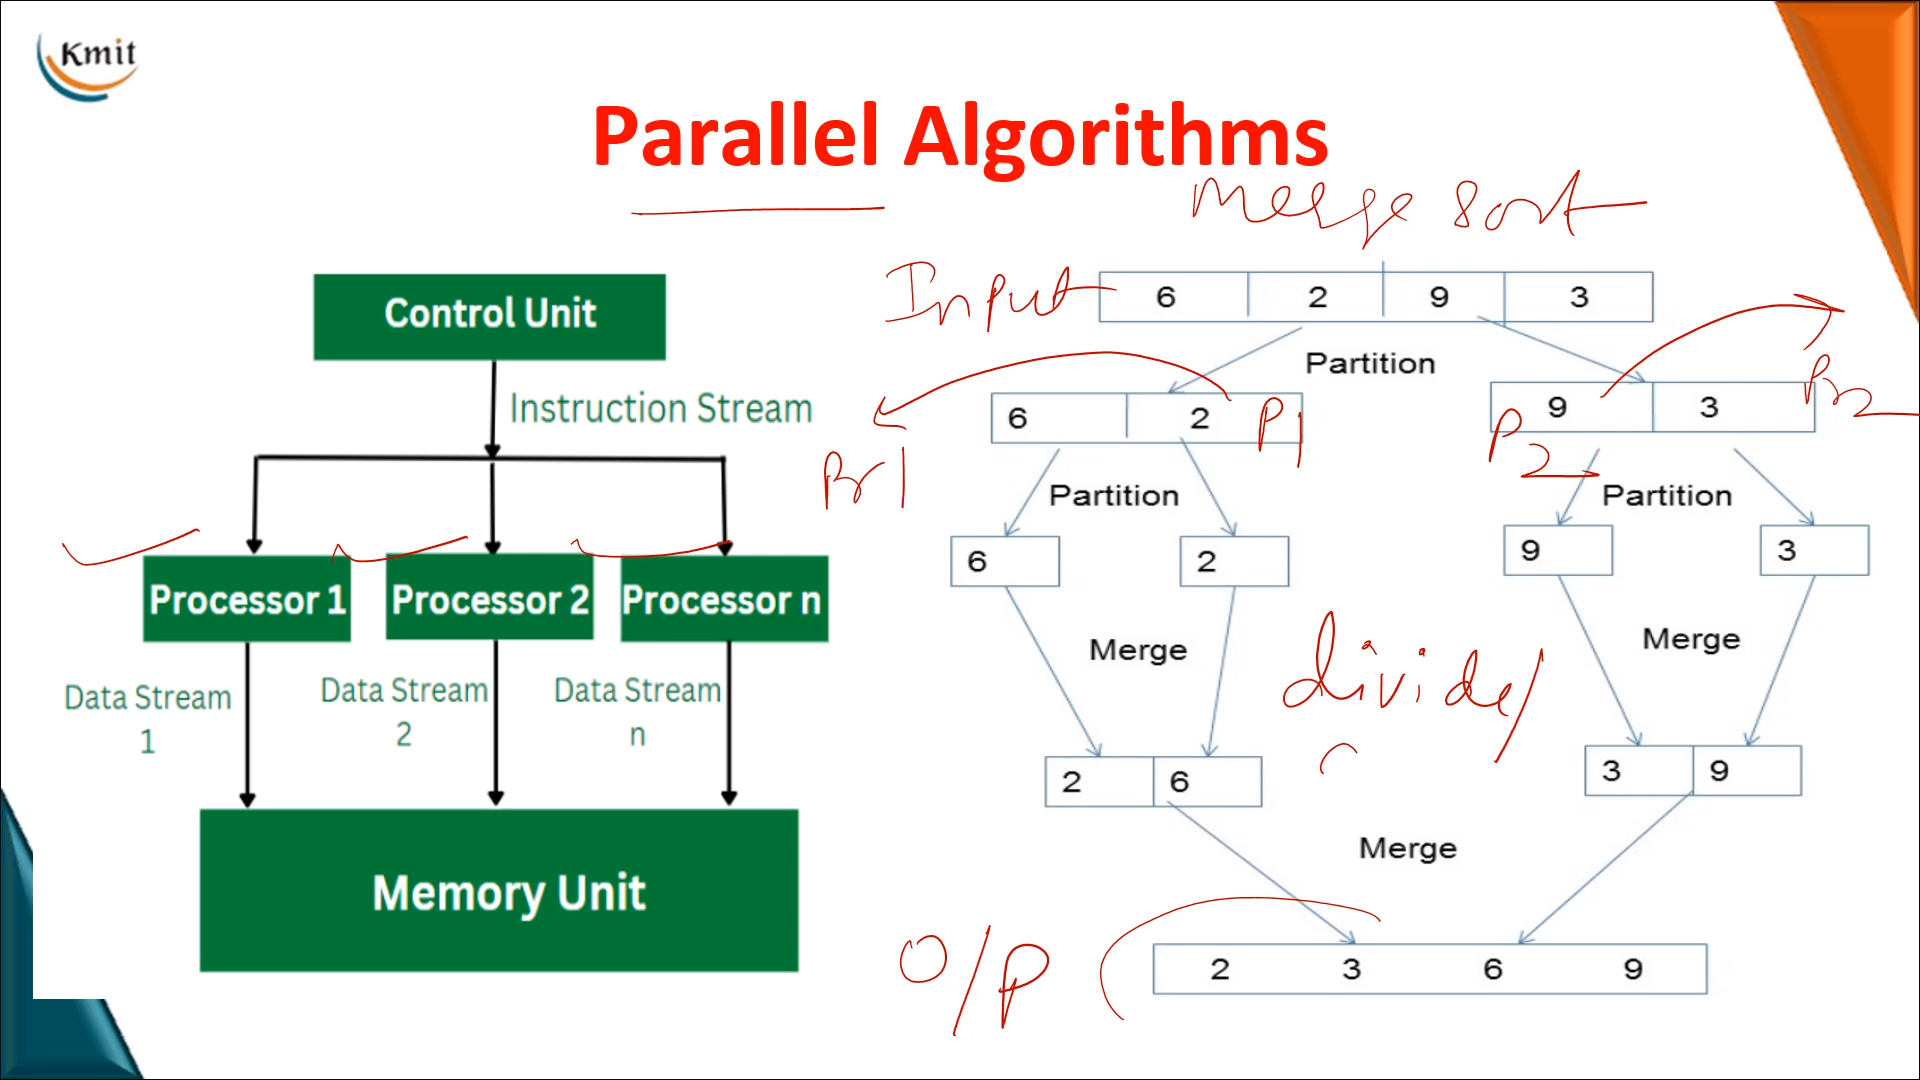 Kmit
Parallel Algorithms
Merge Sort
Input
6 2 9 3
Control Unit
Instruction Stream
Processor 1
Processor 2
Processor n
Data Stream 1
Data Stream 2
Data Stream n
Memory Unit
Partition
6 2
P1
Pr1
9 3
P2
Pr2
Partition
Partition
6
2
9
3
Merge
divide/
Merge
2 6
3 9
Merge
O/P
2 3 6 9